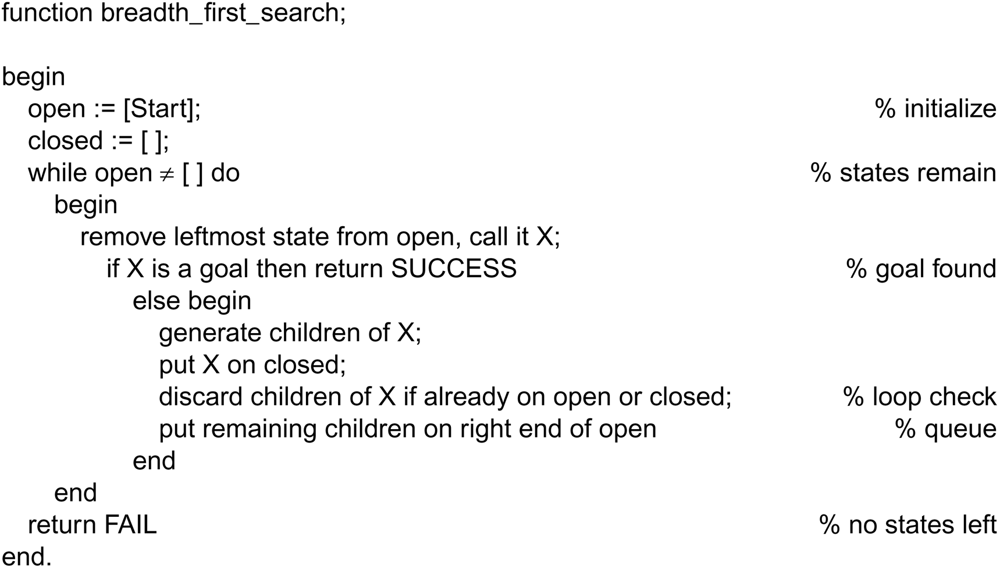 function breadth_first_search;
begin
open := [Start]; % initialize
closed := [ ];
while open ≠ [ ] do % states remain
begin
remove leftmost state from open, call it X;
if X is a goal then return SUCCESS % goal found
else begin
generate children of X;
put X on closed;
discard children of X if already on open or closed; % loop check
put remaining children on right end of open % queue
end
end
return FAIL % no states left
end.